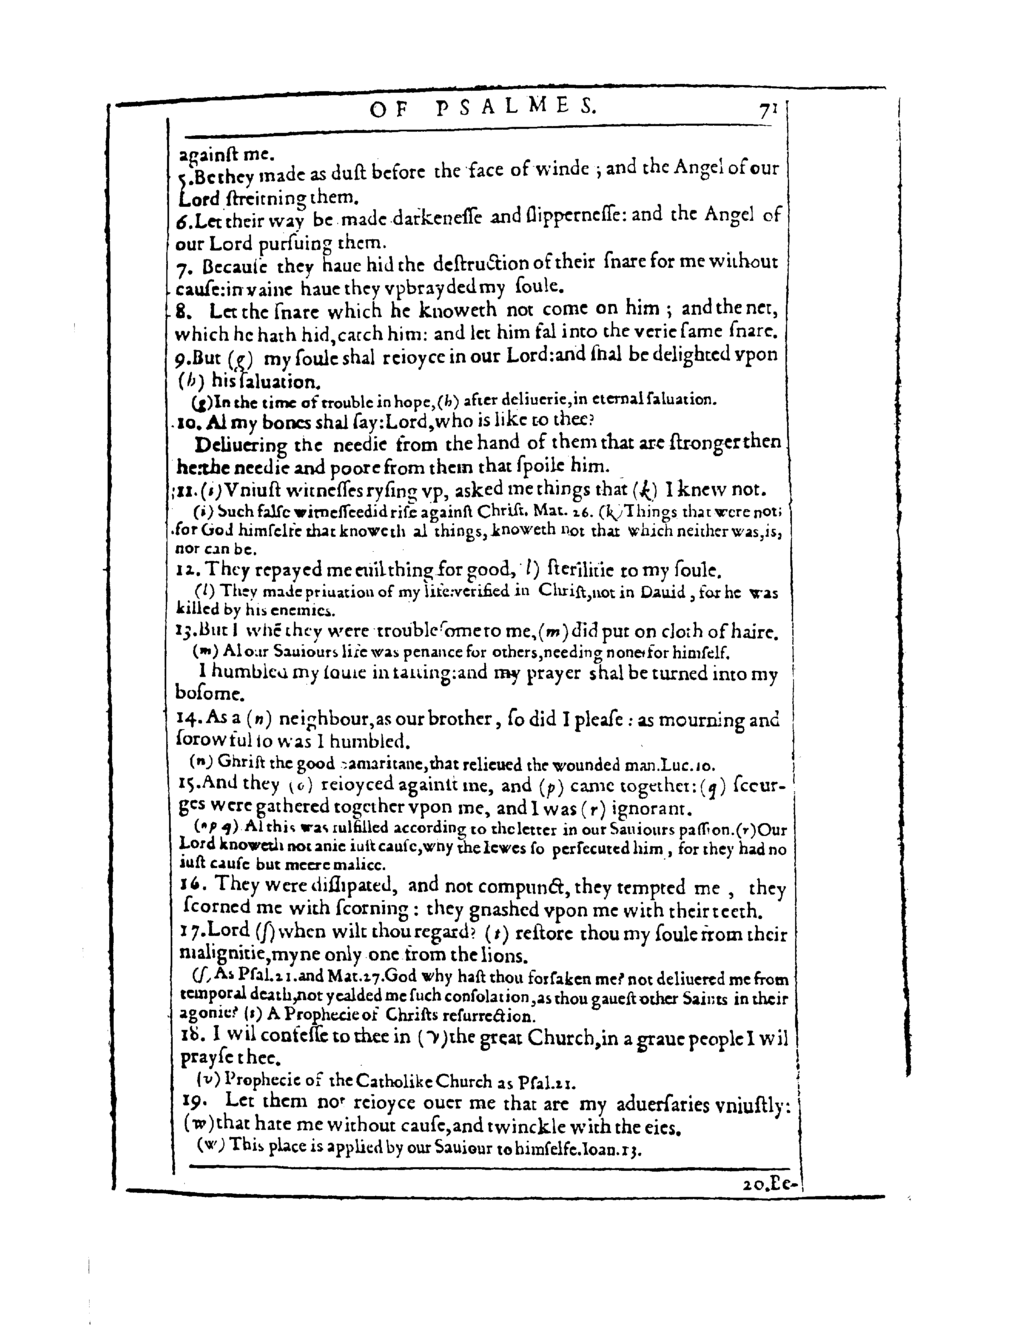 OF PSALMES. 71
againſt me.
5.Be they made as duſt before the face of winde ; and the Angel of our
Lord ſtreitning them.
6.Let their way be made darkeneſſe and ſlipperneſſe: and the Angel of
our Lord purſuing them.
7. Becauſe they haue hid the deſtruction of their ſnare for me without
cauſe:in vaine haue they vpbrayded my ſoule.
8. Let the ſnare which he knoweth not come on him ; and the net,
which he hath hid,catch him: and let him fal into the verie ſame ſnare.
9.But (g) my ſoule shal reioyce in our Lord:and ſhal be delighted vpon
(h) his ſaluation.
(g)In the time of trouble in hope,(h) after deliuerie,in eternal ſaluation.
10. Al my bones shal ſay:Lord,who is like to thee?
Deliuering the needie from the hand of them that are ſtronger then
he:the needie and poore from them that ſpoile him.
11.(i)Vniuſt witneſſes ryſing vp, asked me things that (k) I knew not.
(i) Such falſe witneſſes did riſe againſt Chriſt. Mat. 26. (k)Things that were not;
for God himſelfe that knoweth al things, knoweth not that which neither was,is,
nor can be.
12. They repayed me euil thing for good, l) ſterilitie to my ſoule.
(l) They made priuation of my life:verified in Chriſt,not in Dauid , for he was
killed by his enemies.
13.But I whē they were troubleſome to me,(m)did put on cloth of haire.
(m) Al our Sauiours life was penance for others,needing none for himſelf.
I humbled my ſoule in faſting:and my prayer shal be turned into my
boſome.
14.As a (n) neighbour,as our brother, ſo did I pleaſe : as mourning and
ſorowful ſo was I humbled.
(n) Ghriſt the good Samaritane,that relieued the wounded man.Luc.10.
15.And they (o) reioyced againſt me, and (p) came together:(q) ſcour-
ges were gathered together vpon me, and I was (r) ignorant.
(o p q) Al this was fulfilled according to the letter in our Sauiours paſſion.(r)Our
Lord knoweth not anie iuſt cauſe,why the Iewes ſo perſecuted him , for they had no
iuſt cauſe but meere malice.
16. They were diſſipated, and not compunct, they tempted me , they
ſcorned me with ſcorning : they gnashed vpon me with their teeth.
17.Lord (ſ)when wilt thou regard? (t) reſtore thou my ſoule from their
malignitie,myne only one from the lions.
(ſ) As Pſal.21.and Mat.27.God why haſt thou forſaken me? not deliuered me from
temporal death,not yealded me ſuch conſolation,as thou gaueſt other Saints in their
agonie? (t) A Prophecie of Chriſts reſurrection.
18. I wil confeſſe to thee in (v)the great Church,in a graue people I wil
prayſe thee.
(v) Prophecie of the Catholike Church as Pſal.21.
19. Let them not reioyce ouer me that are my aduerſaries vniuſtly:
(w)that hate me without cauſe,and twinckle with the eies.
(w) This place is applied by our Sauiour to himſelfe.Ioan.15.
20.Ee-